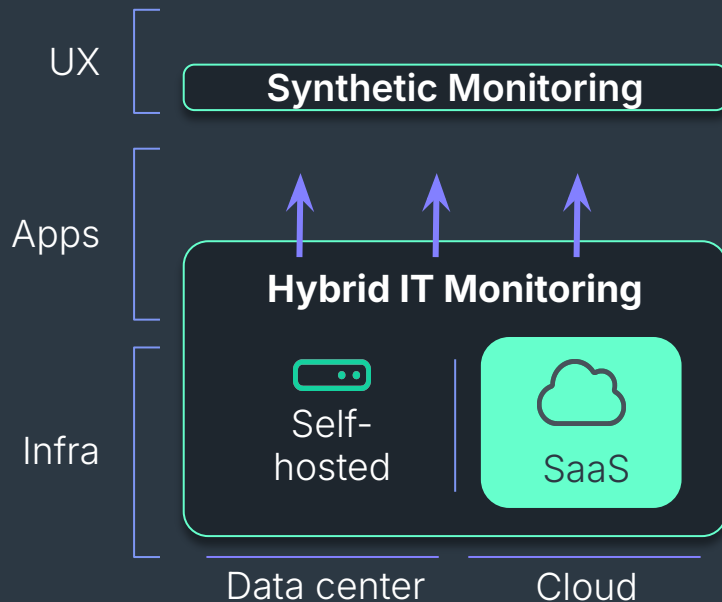 UX
Synthetic Monitoring
Apps
Hybrid IT Monitoring
Infra
Self-
hosted
SaaS
Data center
Cloud